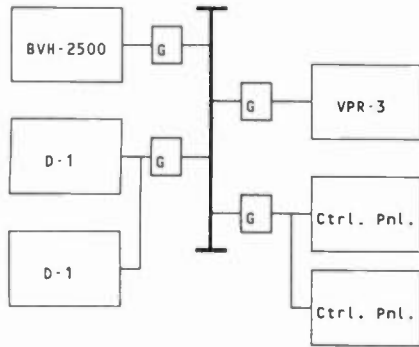 BVH-2500
G
G
VPR-3
D-1
G
G
Ctrl. Pnl.
D-1
Ctrl. Pnl.